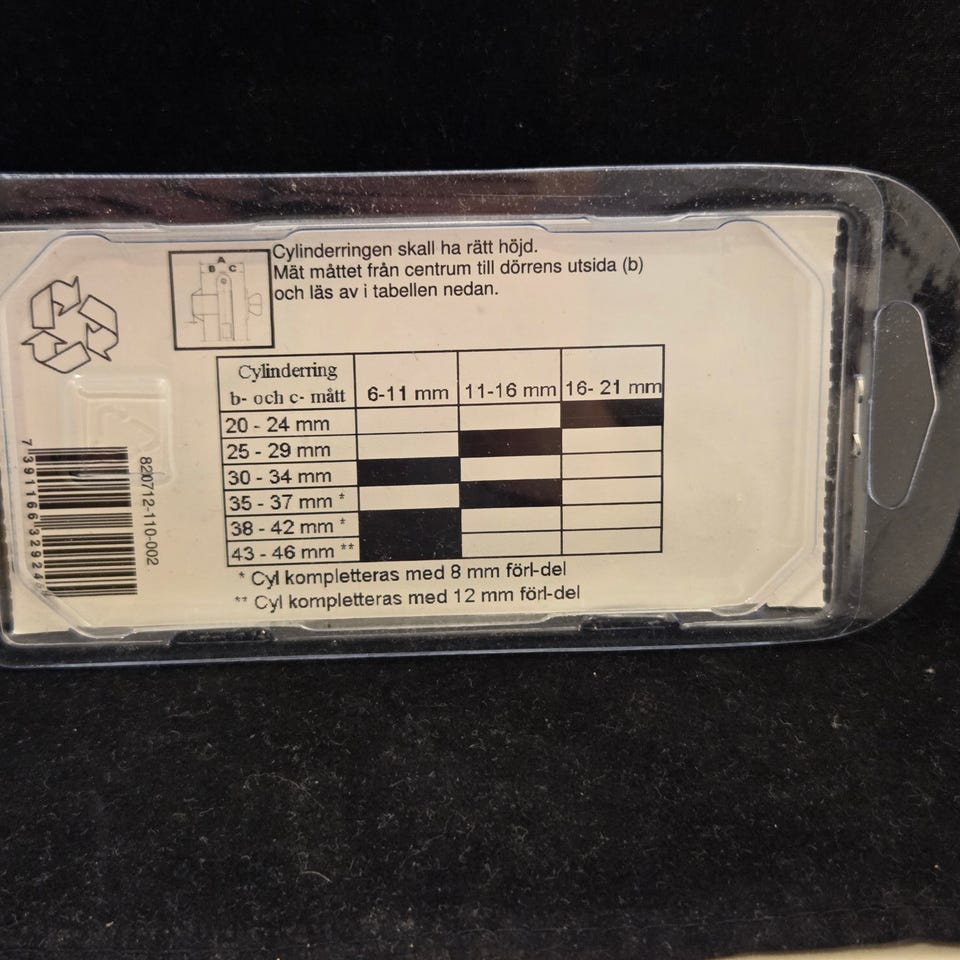 Cylinderringen skall ha rätt höjd.
Mät måttet från centrum till dörrens utsida (b)
och läs av i tabellen nedan.
A
B C
Cylinderring
b- och c- mått 6-11 mm 11-16 mm 16- 21 mm
20 - 24 mm
25 - 29 mm
30 - 34 mm
35 - 37 mm *
38 - 42 mm *
43 - 46 mm **
* Cyl kompletteras med 8 mm förl-del
** Cyl kompletteras med 12 mm förl-del
820712-110-002